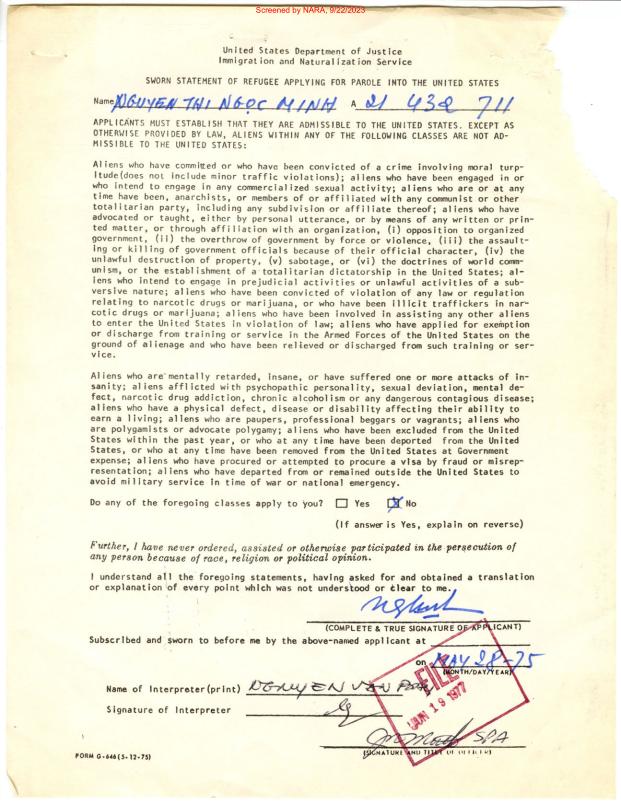 Screened by NARA, 9/22/2023
United States Department of Justice
Immigration and Naturalization Service
SWORN STATEMENT OF REFUGEE APPLYING FOR PAROLE INTO THE UNITED STATES
Name NGUYEN THI NGỌC MINH A 21 432 711
APPLICANTS MUST ESTABLISH THAT THEY ARE ADMISSIBLE TO THE UNITED STATES. EXCEPT AS
OTHERWISE PROVIDED BY LAW, ALIENS WITHIN ANY OF THE FOLLOWING CLASSES ARE NOT AD-
MISSIBLE TO THE UNITED STATES:
Aliens who have committed or who have been convicted of a crime involving moral turp-
itude(does not include minor traffic violations); aliens who have been engaged in or
who intend to engage in any commercialized sexual activity; aliens who are or at any
time have been, anarchists, or members of or affiliated with any communist or other
totalitarian party, including any subdivision or affiliate thereof; aliens who have
advocated or taught, either by personal utterance, or by means of any written or prin-
ted matter, or through affiliation with an organization, (i) opposition to organized
government, (ii) the overthrow of government by force or violence, (iii) the assault-
ing or killing of government officials because of their official character, (iv) the
unlawful destruction of property, (v) sabotage, or (vi) the doctrines of world comm-
unism, or the establishment of a totalitarian dictatorship in the United States; al-
iens who intend to engage in prejudicial activities or unlawful activities of a sub-
versive nature; aliens who have been convicted of violation of any law or regulation
relating to narcotic drugs or marijuana, or who have been illicit traffickers in nar-
cotic drugs or marijuana; aliens who have been involved in assisting any other aliens
to enter the United States in violation of law; aliens who have applied for exemption
or discharge from training or service in the Armed Forces of the United States on the
ground of alienage and who have been relieved or discharged from such training or ser-
vice.
Aliens who are mentally retarded, insane, or have suffered one or more attacks of in-
sanity; aliens afflicted with psychopathic personality, sexual deviation, mental de-
fect, narcotic drug addiction, chronic alcoholism or any dangerous contagious disease;
aliens who have a physical defect, disease or disability affecting their ability to
earn a living; aliens who are paupers, professional beggars or vagrants; aliens who
are polygamists or advocate polygamy; aliens who have been excluded from the United
States within the past year, or who at any time have been deported from the United
States, or who at any time have been removed from the United States at Government
expense; aliens who have procured or attempted to procure a visa by fraud or misrep-
resentation; aliens who have departed from or remained outside the United States to
avoid military service in time of war or national emergency.
Do any of the foregoing classes apply to you? Yes X No
(If answer is Yes, explain on reverse)
Further, I have never ordered, assisted or otherwise participated in the persecution of
any person because of race, religion or political opinion.
I understand all the foregoing statements, having asked for and obtained a translation
or explanation of every point which was not understood or clear to me.
(COMPLETE & TRUE SIGNATURE OF APPLICANT)
Subscribed and sworn to before me by the above-named applicant at
on MAY 28-75
(MONTH/DAY/YEAR)
FILE
JAN 19 1977
Name of Interpreter(print) NGUYEN VAN
Signature of Interpreter
SPA
(SIGNATURE AND TITLE OF OFFICER)
FORM G-646(5-12-75)